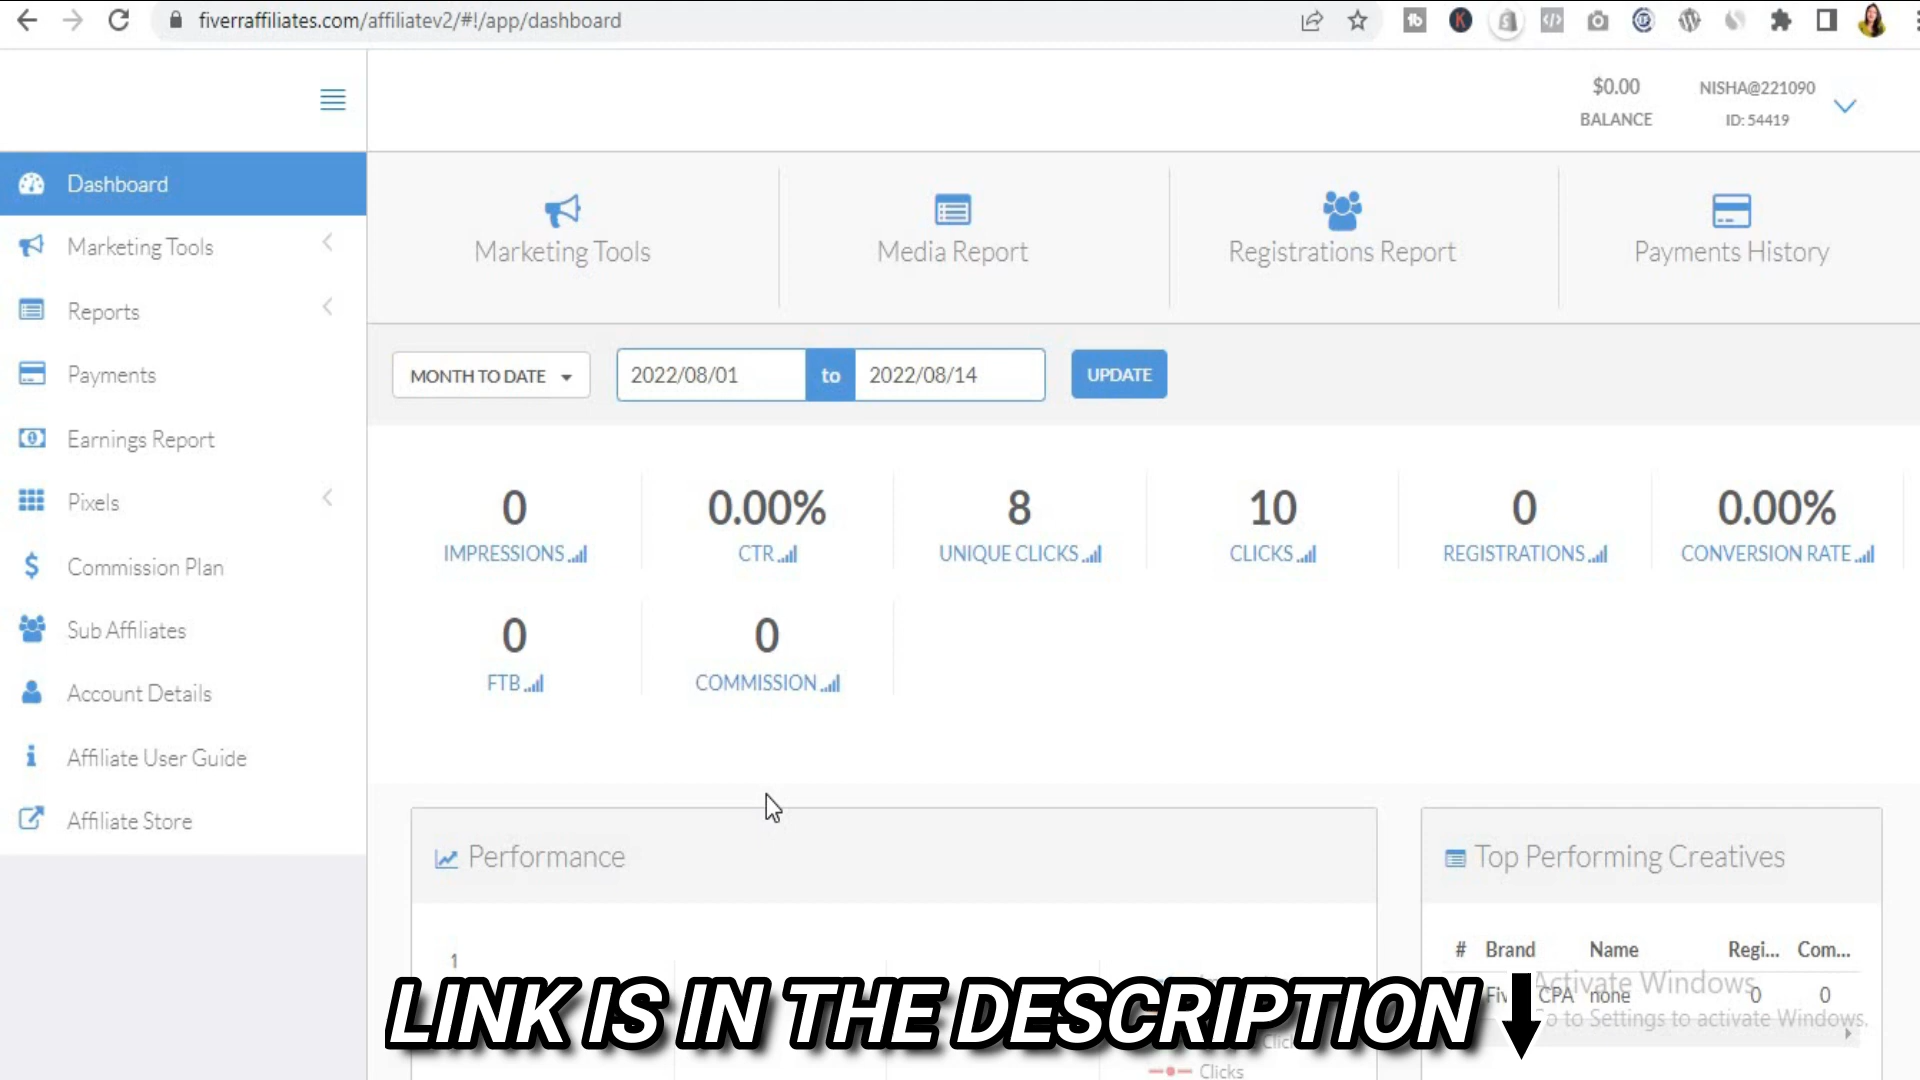 fiverraffiliates.com/affiliatev2/#!/app/dashboard
$0.00
BALANCE
NISHA@221090
ID: 54419
Dashboard
Marketing Tools
Reports
Payments
Earnings Report
Pixels
Commission Plan
Sub Affiliates
Account Details
Affiliate User Guide
Affiliate Store
Marketing Tools
Media Report
Registrations Report
Payments History
MONTH TO DATE
2022/08/01 to 2022/08/14
UPDATE
0
IMPRESSIONS
0.00%
CTR
8
UNIQUE CLICKS
10
CLICKS
0
REGISTRATIONS
0.00%
CONVERSION RATE
0
FTB
0
COMMISSION
Performance
1
Clicks
Top Performing Creatives
# Brand Name Regi... Com...
CPA none 0 0
Activate Windows
Go to Settings to activate Windows.
LINK IS IN THE DESCRIPTION